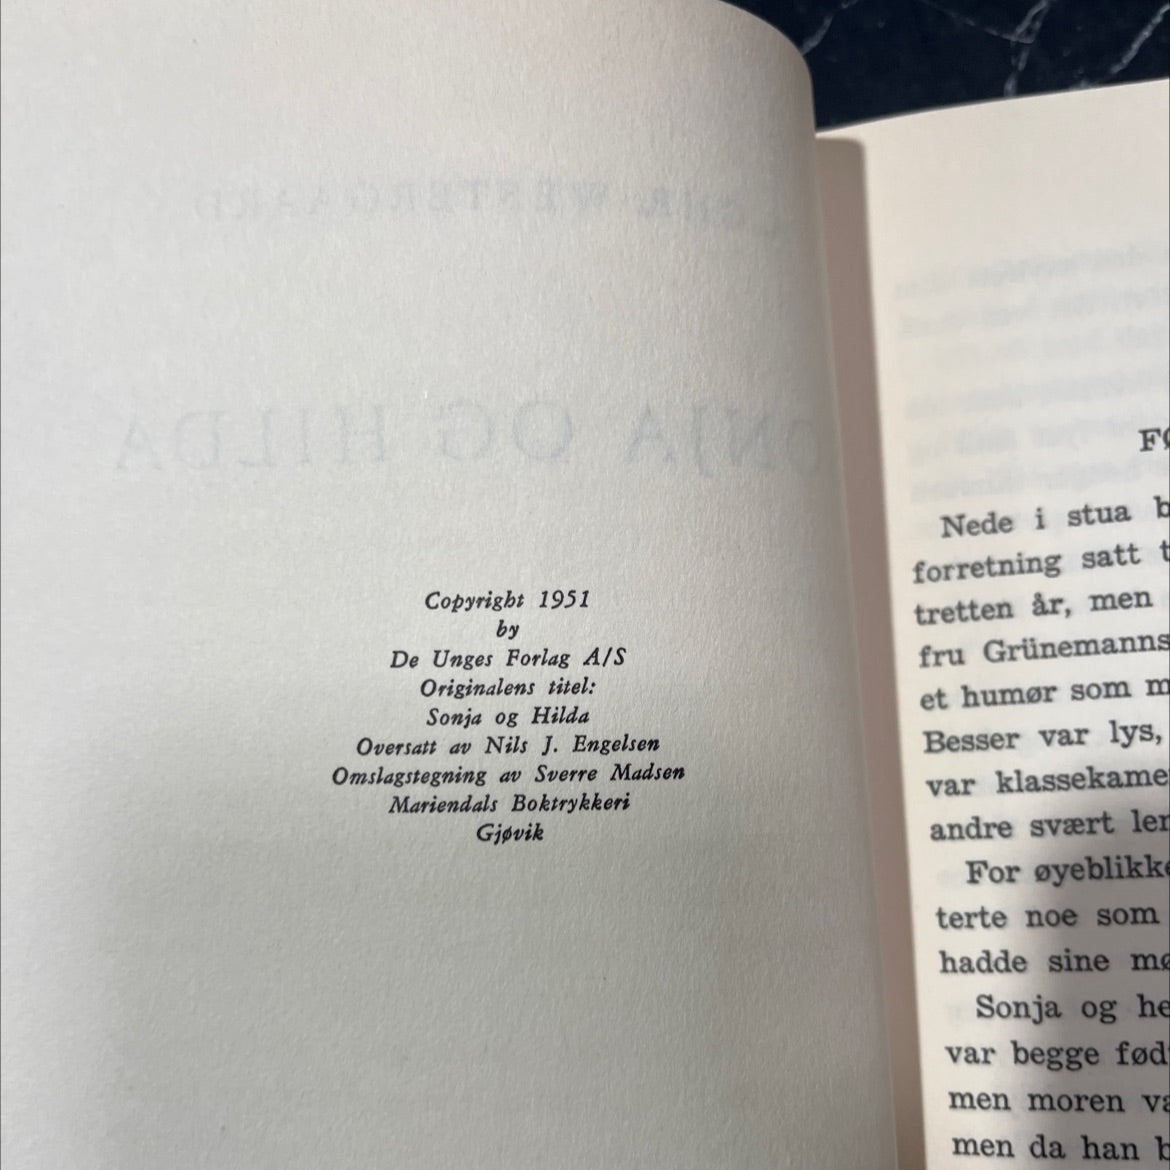 Copyright 1951
by
De Unges Forlag A/S
Originalens titel:
Sonja og Hilda
Oversatt av Nils J. Engelsen
Omslagstegning av Sverre Madsen
Mariendals Boktrykkeri
Gjøvik
Nede i stua
forretning satt
tretten år, men
fru Grünemanns
et humør som
Besser var lys,
var klassekame
andre svært
For øyeblikke
terte noe som
hadde sine
Sonja og
var begge fød
men moren
men da han